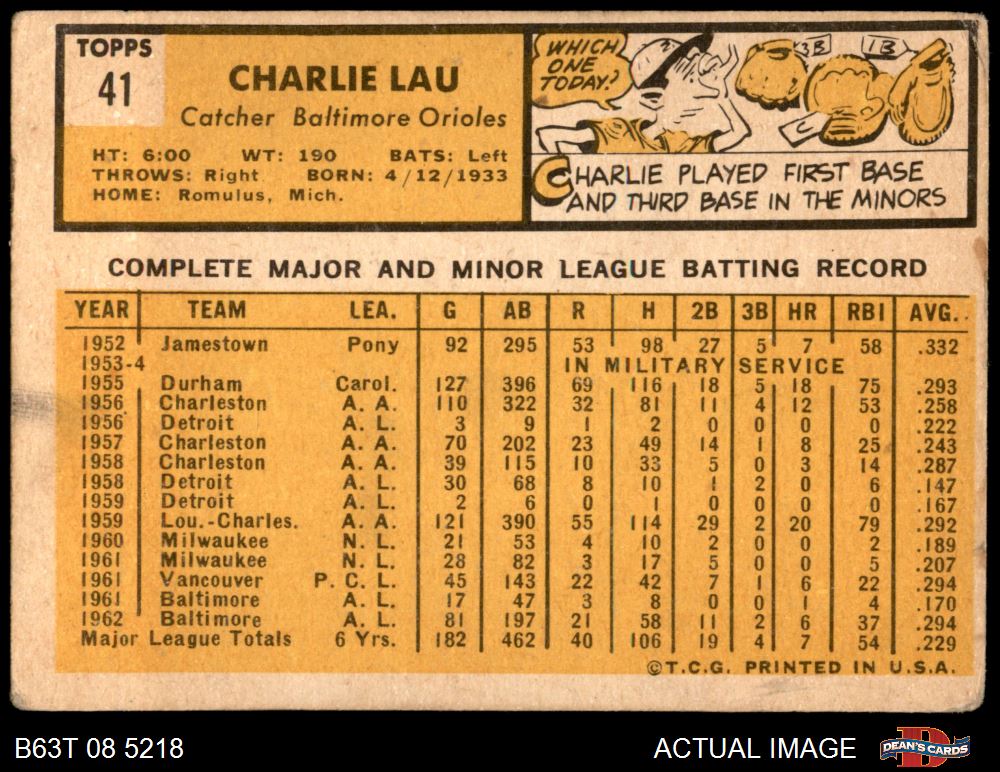 TOPPS
41
CHARLIE LAU
Catcher Baltimore Orioles
HT: 6:00 WT: 190 BATS: Left
THROWS: Right BORN: 4/12/1933
HOME: Romulus, Mich.
WHICH
ONE
TODAY?
3B
1B
C
CHARLIE PLAYED FIRST BASE
AND THIRD BASE IN THE MINORS
COMPLETE MAJOR AND MINOR LEAGUE BATTING RECORD
YEAR TEAM LEA. G AB R H 2B 3B HR RBI AVG.
1952 Jamestown Pony 92 295 53 98 27 5 7 58 .332
1953-4 IN MILITARY SERVICE
1955 Durham Carol. 127 396 69 116 18 5 18 75 .293
1956 Charleston A. A. 110 322 32 81 11 4 12 53 .258
1956 Detroit A. L. 3 9 1 2 0 0 0 0 .222
1957 Charleston A. A. 70 202 23 49 14 1 8 25 .243
1958 Charleston A. A. 39 115 10 33 5 0 3 14 .287
1958 Detroit A. L. 30 68 8 10 1 2 0 6 .147
1959 Detroit A. L. 2 6 0 1 0 0 0 0 .167
1959 Lou.-Charles. A. A. 121 390 55 114 29 2 20 79 .292
1960 Milwaukee N. L. 21 53 4 10 2 0 0 2 .189
1961 Milwaukee N. L. 28 82 3 17 5 0 0 5 .207
1961 Vancouver P. C. L. 45 143 22 42 7 1 6 22 .294
1961 Baltimore A. L. 17 47 3 8 0 0 1 4 .170
1962 Baltimore A. L. 81 197 21 58 11 2 6 37 .294
Major League Totals 6 Yrs. 182 462 40 106 19 4 7 54 .229
©T.C.G. PRINTED IN U.S.A.
B63T 08 5218 ACTUAL IMAGE DEAN'S CARDS